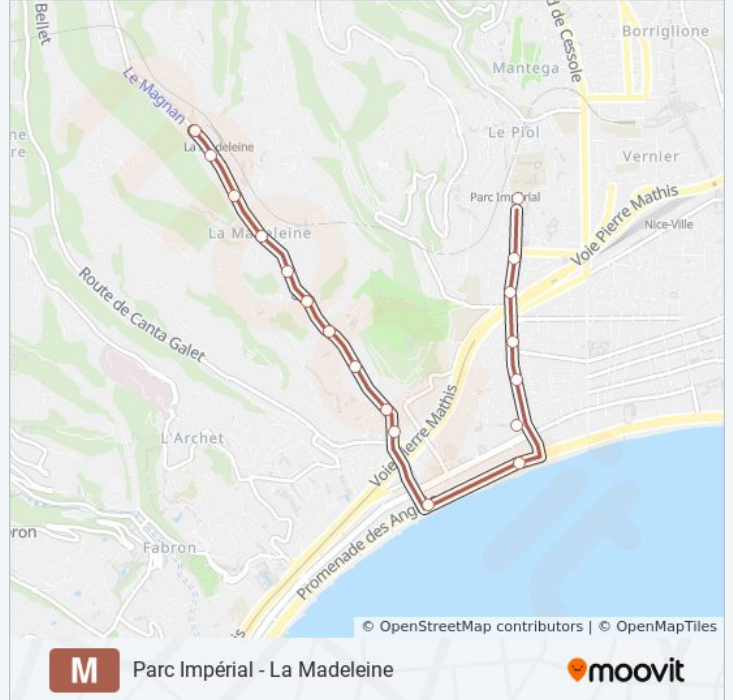 Bellet
d de Cessole
Borriglione
Mantega
Le Magnan
Le Piol
Vernier
Parc Impérial
La Madeleine
Voie Pierre Mathis
Nice-Ville
Route de Canta Galet
Voie Pierre Mathis
L'Archet
Promenade des Ang
Fabron
© OpenStreetMap contributors | © OpenMapTiles
M Parc Impérial - La Madeleine moovit